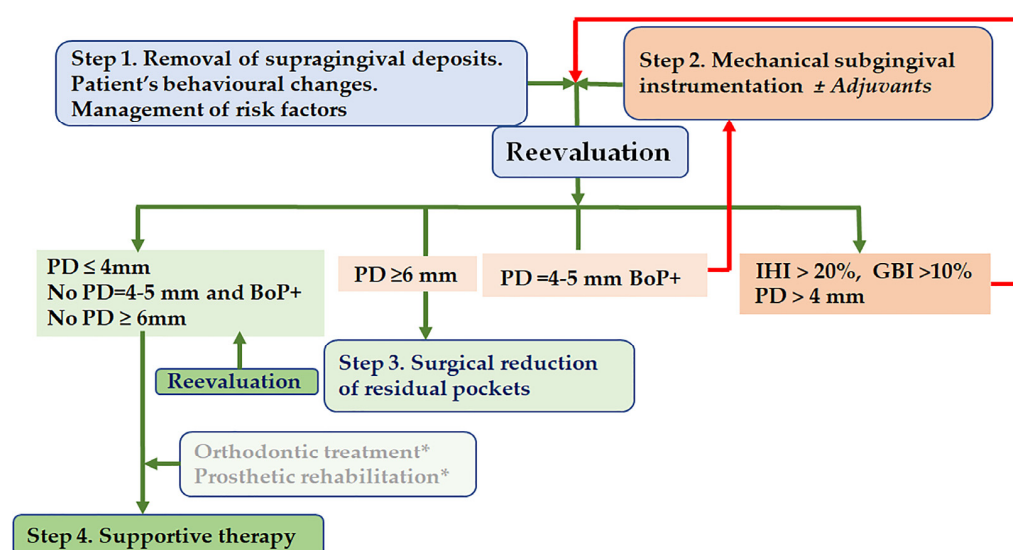 Step 1. Removal of supragingival deposits.
Patient's behavioural changes.
Management of risk factors
Step 2. Mechanical subgingival
instrumentation ± Adjuvants
Reevaluation
PD ≤ 4mm
No PD=4-5 mm and BoP+
No PD ≥ 6mm
PD ≥6 mm
PD =4-5 mm BoP+
IHI > 20%, GBI >10%
PD > 4 mm
Reevaluation
Step 3. Surgical reduction
of residual pockets
Orthodontic treatment*
Prosthetic rehabilitation*
Step 4. Supportive therapy